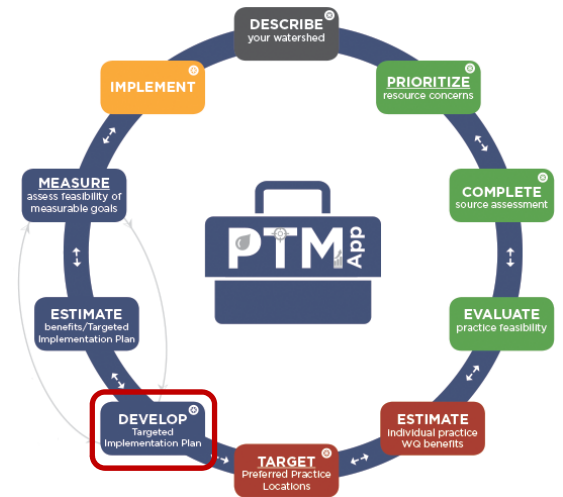 DESCRIBE
your watershed
PRIORITIZE
resource concerns
COMPLETE
source assessment
EVALUATE
practice feasibility
ESTIMATE
individual practice
WQ benefits
TARGET
Preferred Practice
Locations
DEVELOP
Targeted
Implementation Plan
ESTIMATE
benefits/Targeted
Implementation Plan
MEASURE
assess feasibility of
measurable goals
IMPLEMENT
PTM
App